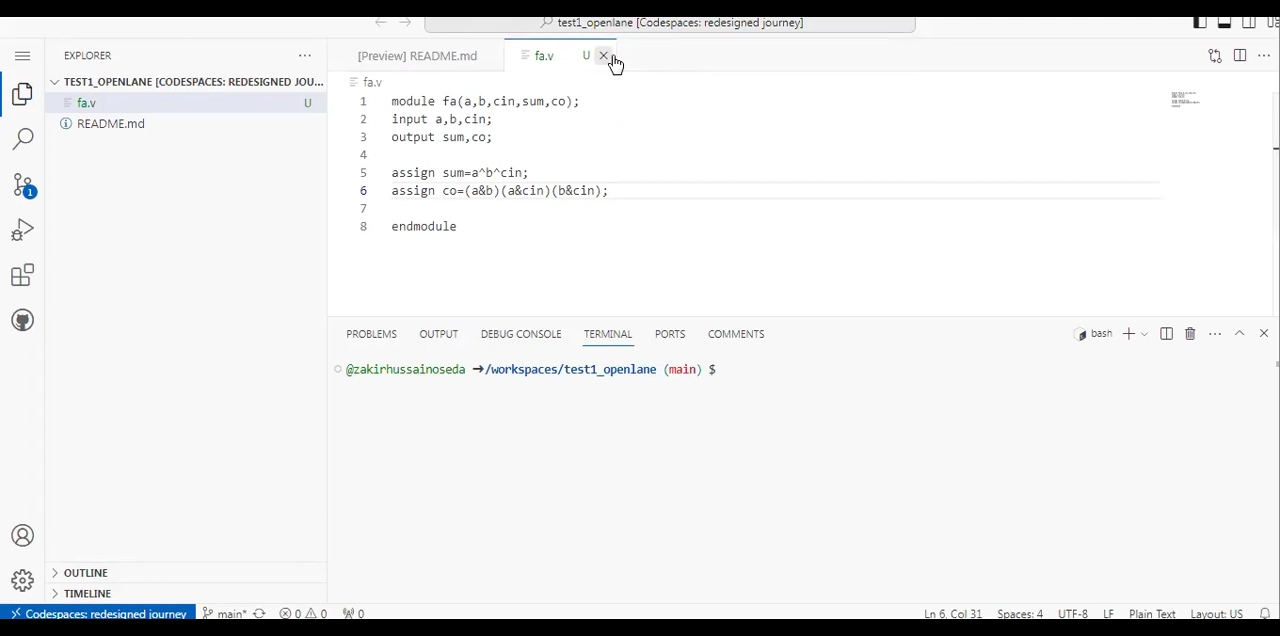 test1_openlane [Codespaces: redesigned journey]
EXPLORER
TEST1_OPENLANE [CODESPACES: REDESIGNED JOU...
fa.v U
README.md
[Preview] README.md
fa.v U
fa.v
1 module fa(a,b,cin,sum,co);
2 input a,b,cin;
3 output sum,co;
4
5 assign sum=a^b^cin;
6 assign co=(a&b)(a&cin)(b&cin);
7
8 endmodule
1
PROBLEMS OUTPUT DEBUG CONSOLE TERMINAL PORTS COMMENTS
bash
@zakirhussainoseda ➜/workspaces/test1_openlane (main) $
OUTLINE
TIMELINE
Codespaces: redesigned journey main* 0 0 0 Ln 6, Col 31 Spaces: 4 UTF-8 LF Plain Text Layout: US